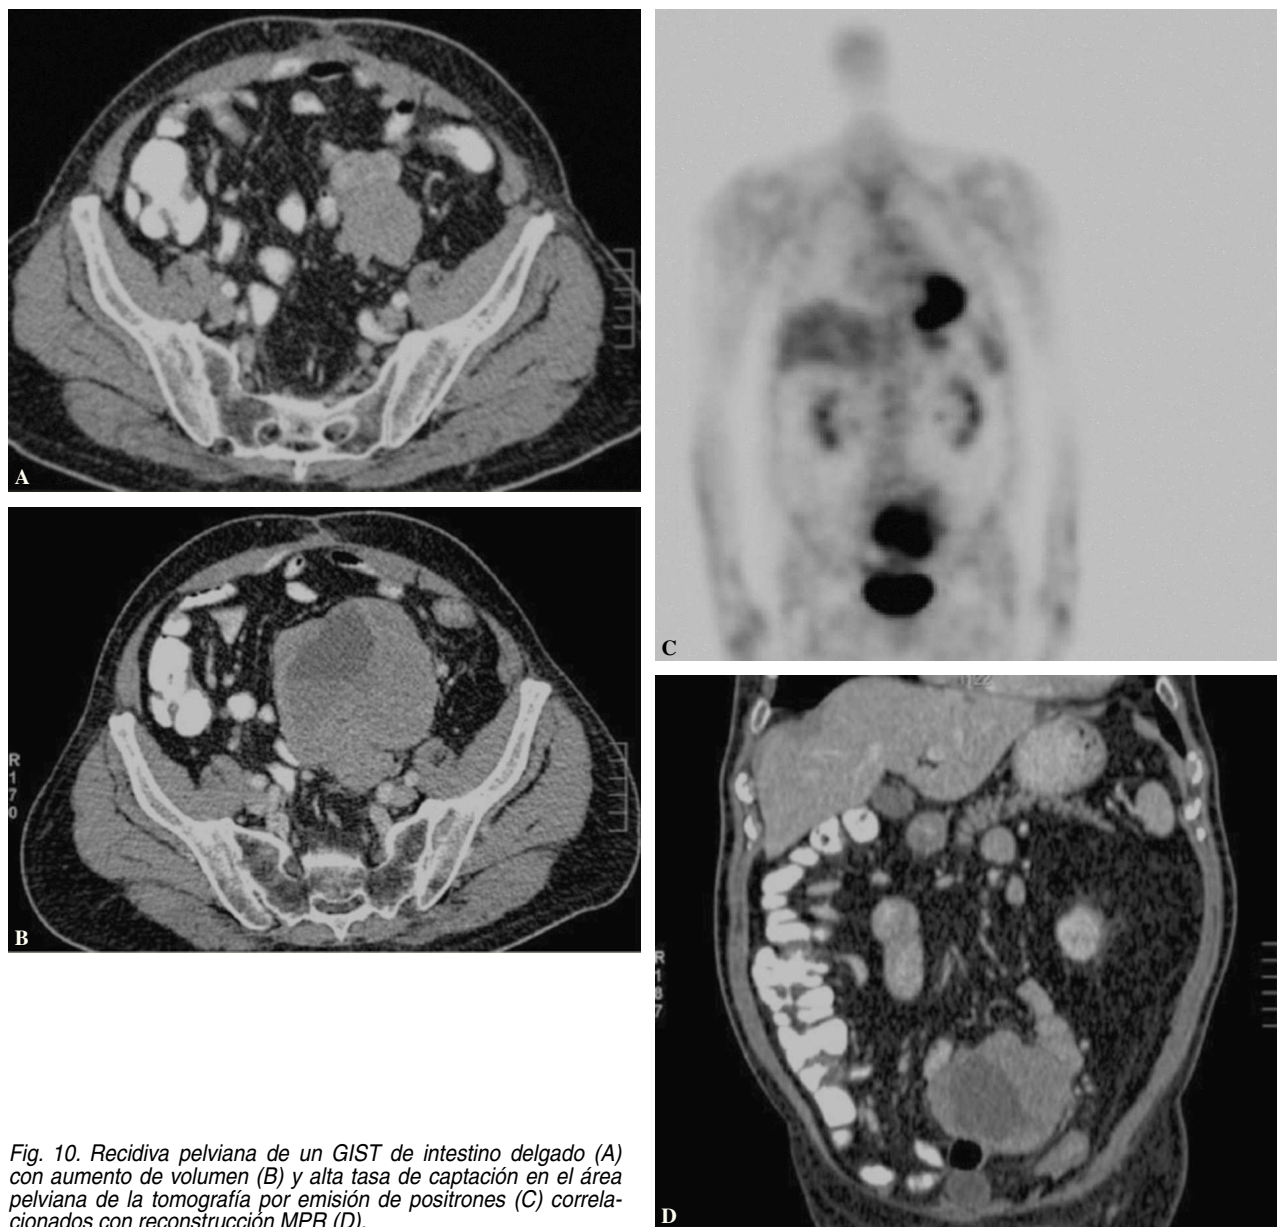 A
R
1
7
0
B
C
R
1
8
7
D
Fig. 10. Recidiva pelviana de un GIST de intestino delgado (A)
con aumento de volumen (B) y alta tasa de captación en el área
pelviana de la tomografía por emisión de positrones (C) correla-
cionados con reconstrucción MPR (D).